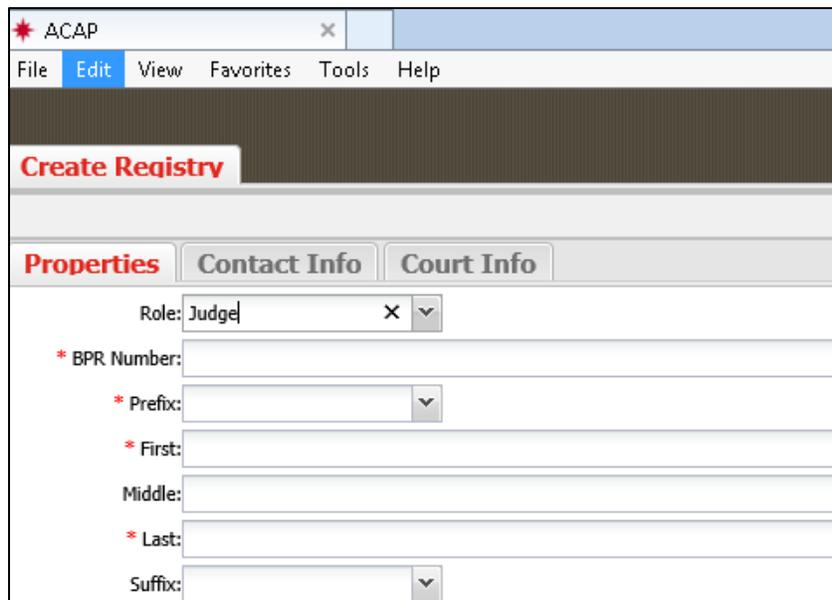 ACAP
File Edit View Favorites Tools Help
Create Registry
Properties Contact Info Court Info
Role: Judge
* BPR Number:
* Prefix:
* First:
Middle:
* Last:
Suffix: